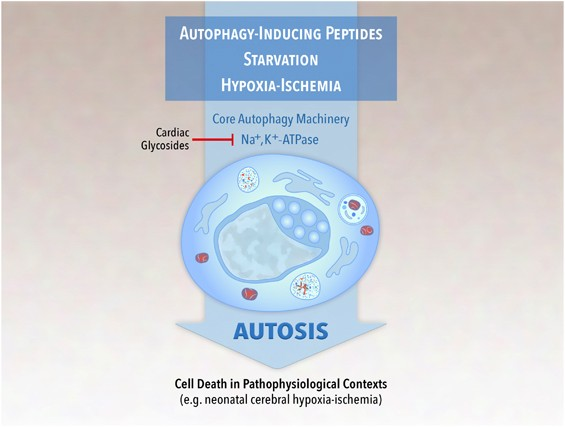 AUTOPHAGY-INDUCING PEPTIDES
STARVATION
HYPOXIA-ISCHEMIA
Core Autophagy Machinery
Cardiac
Glycosides
Na⁺,K⁺-ATPase
AUTOSIS
Cell Death in Pathophysiological Contexts
(e.g. neonatal cerebral hypoxia-ischemia)